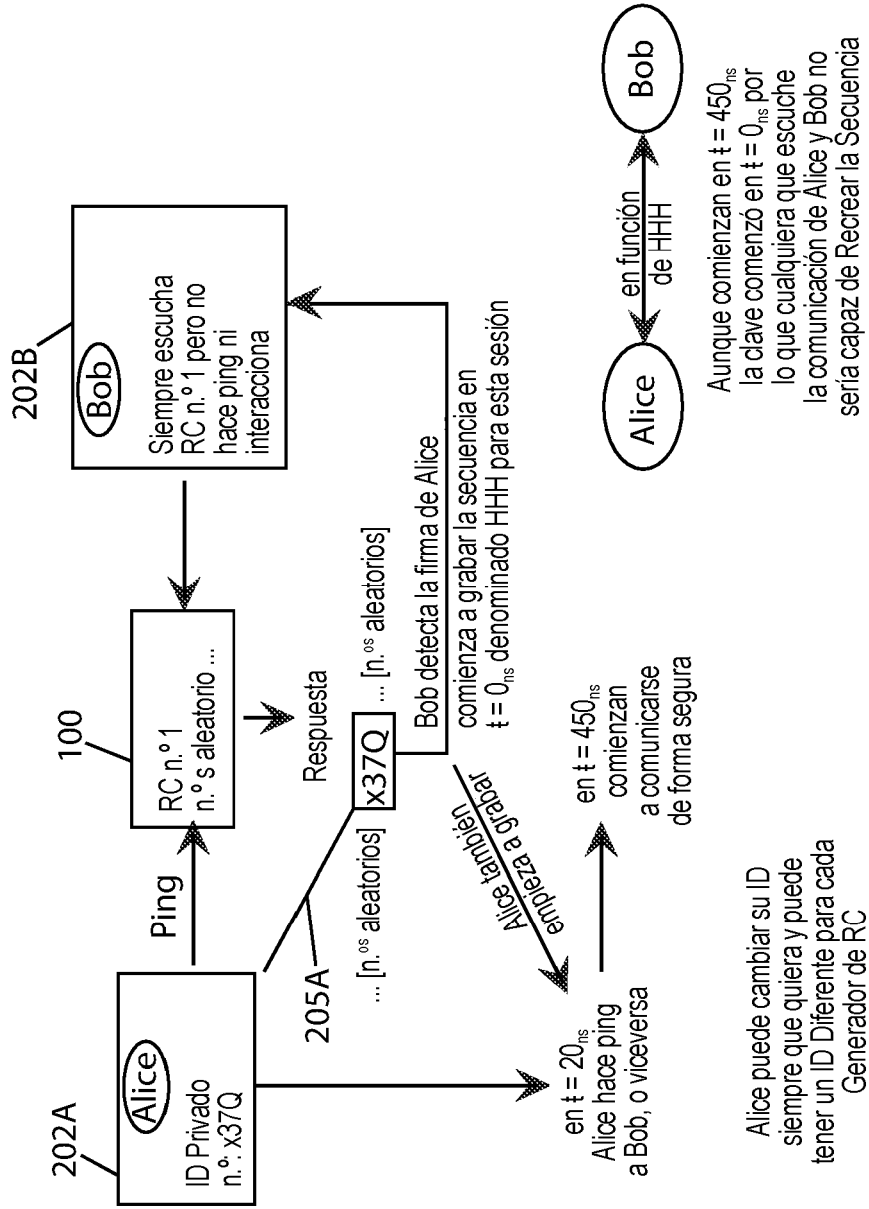 202A
Alice
ID Privado
n.º: x37Q
Ping
100
RC n.º 1
n.º s aleatorio ...
Respuesta
202B
Bob
Siempre escucha
RC n.º 1 pero no
hace ping ni
interacciona
205A
... [n.ºˢ aleatorios]
x37Q
... [n.ºˢ aleatorios]
Bob detecta la firma de Alice
comienza a grabar la secuencia en
t = 0ns denominado HHH para esta sesión
Alice también
empieza a grabar
en t = 20ns
Alice hace ping
a Bob, o viceversa
en t = 450ns
comienzan
a comunicarse
de forma segura
Alice
en función
de HHH
Bob
Aunque comienzan en t = 450ns
la clave comenzó en t = 0ns por
lo que cualquiera que escuche
la comunicación de Alice y Bob no
sería capaz de Recrear la Secuencia
Alice puede cambiar su ID
siempre que quiera y puede
tener un ID Diferente para cada
Generador de RC